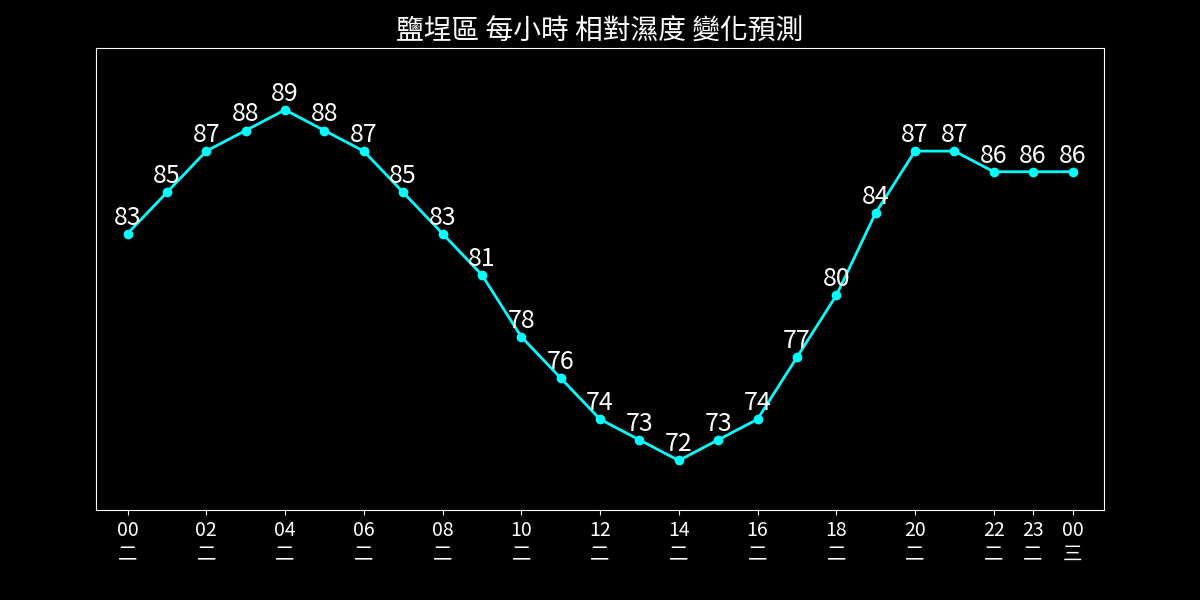 鹽埕區 每小時 相對濕度 變化預測
83 85 87 88 89 88 87 85 83 81 78 76 74 73 72 73 74 77 80 84 87 87 86 86 86
00 02 04 06 08 10 12 14 16 18 20 22 23 00
二 二 二 二 二 二 二 二 二 二 二 二 二 三